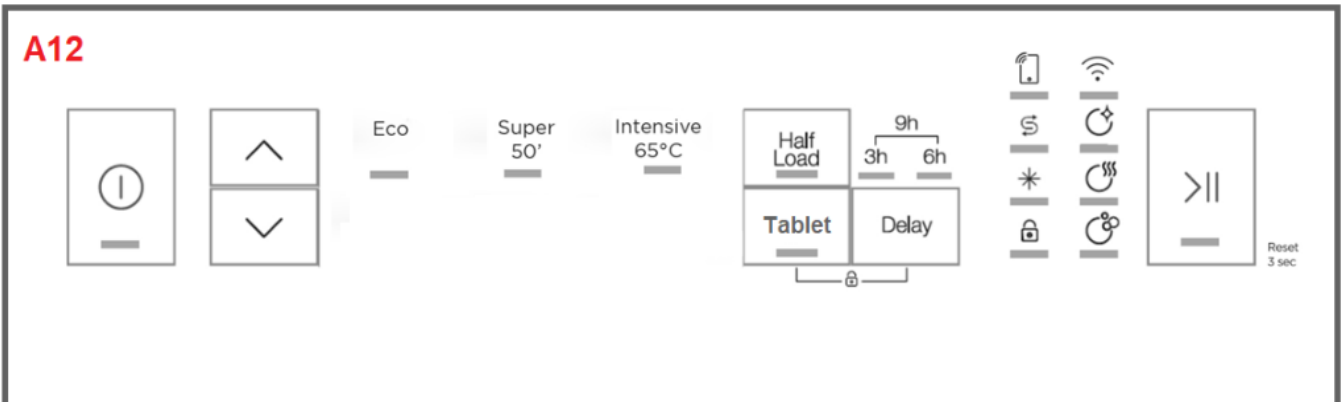 A12
Eco
Super
50’
Intensive
65°C
Half
Load
9h
3h 6h
Tablet
Delay
Reset
3 sec